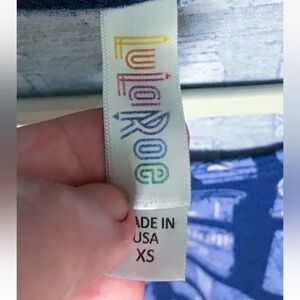 LuLaRoe
ADE IN
USA
XS